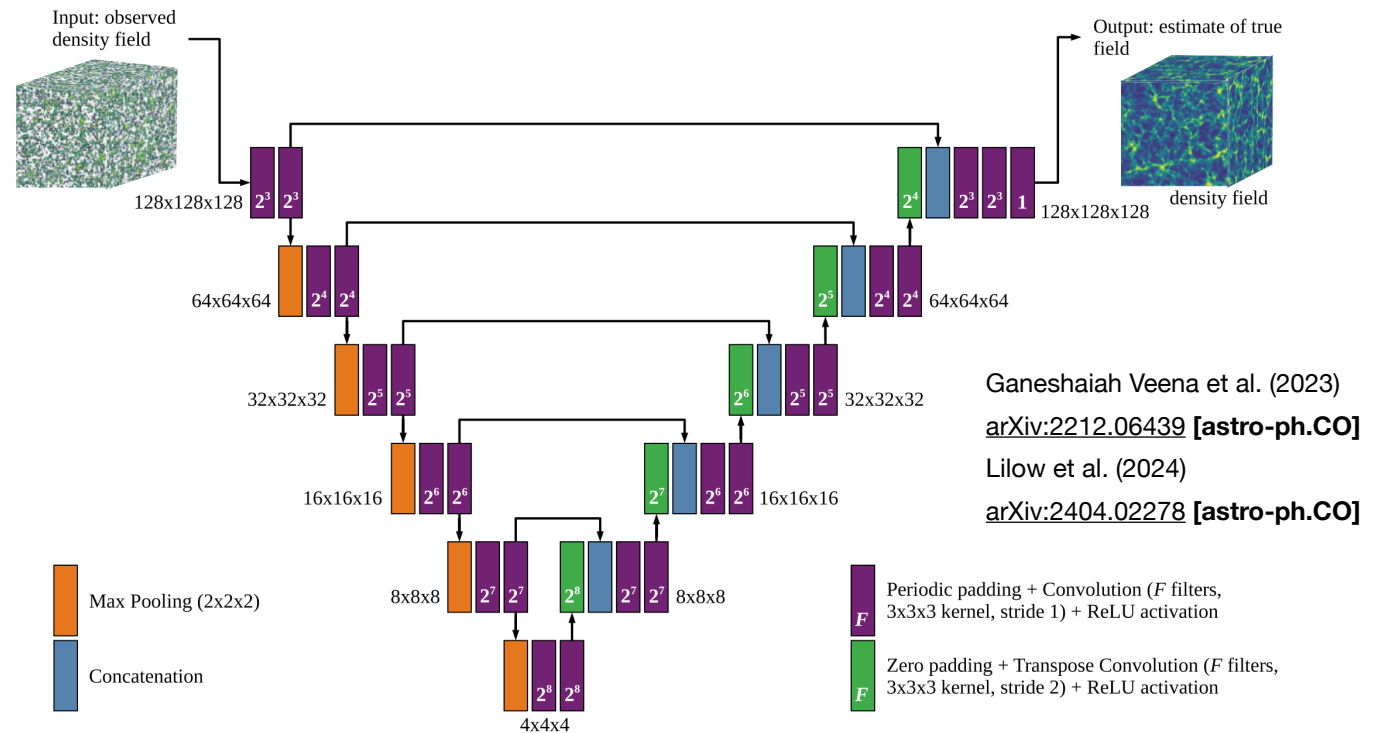 Input: observed
density field
Output: estimate of true
field
density field
128x128x128
2³
2³
2⁴
2³
2³
1
128x128x128
64x64x64
2⁴
2⁴
2⁵
2⁴
2⁴
64x64x64
32x32x32
2⁵
2⁵
2⁶
2⁵
2⁵
32x32x32
16x16x16
2⁶
2⁶
2⁷
2⁶
2⁶
16x16x16
8x8x8
2⁷
2⁷
2⁸
2⁷
2⁷
8x8x8
2⁸
2⁸
4x4x4
Ganeshaiah Veena et al. (2023)
arXiv:2212.06439 [astro-ph.CO]
Lilow et al. (2024)
arXiv:2404.02278 [astro-ph.CO]
Max Pooling (2x2x2)
Concatenation
F
Periodic padding + Convolution (F filters,
3x3x3 kernel, stride 1) + ReLU activation
F
Zero padding + Transpose Convolution (F filters,
3x3x3 kernel, stride 2) + ReLU activation